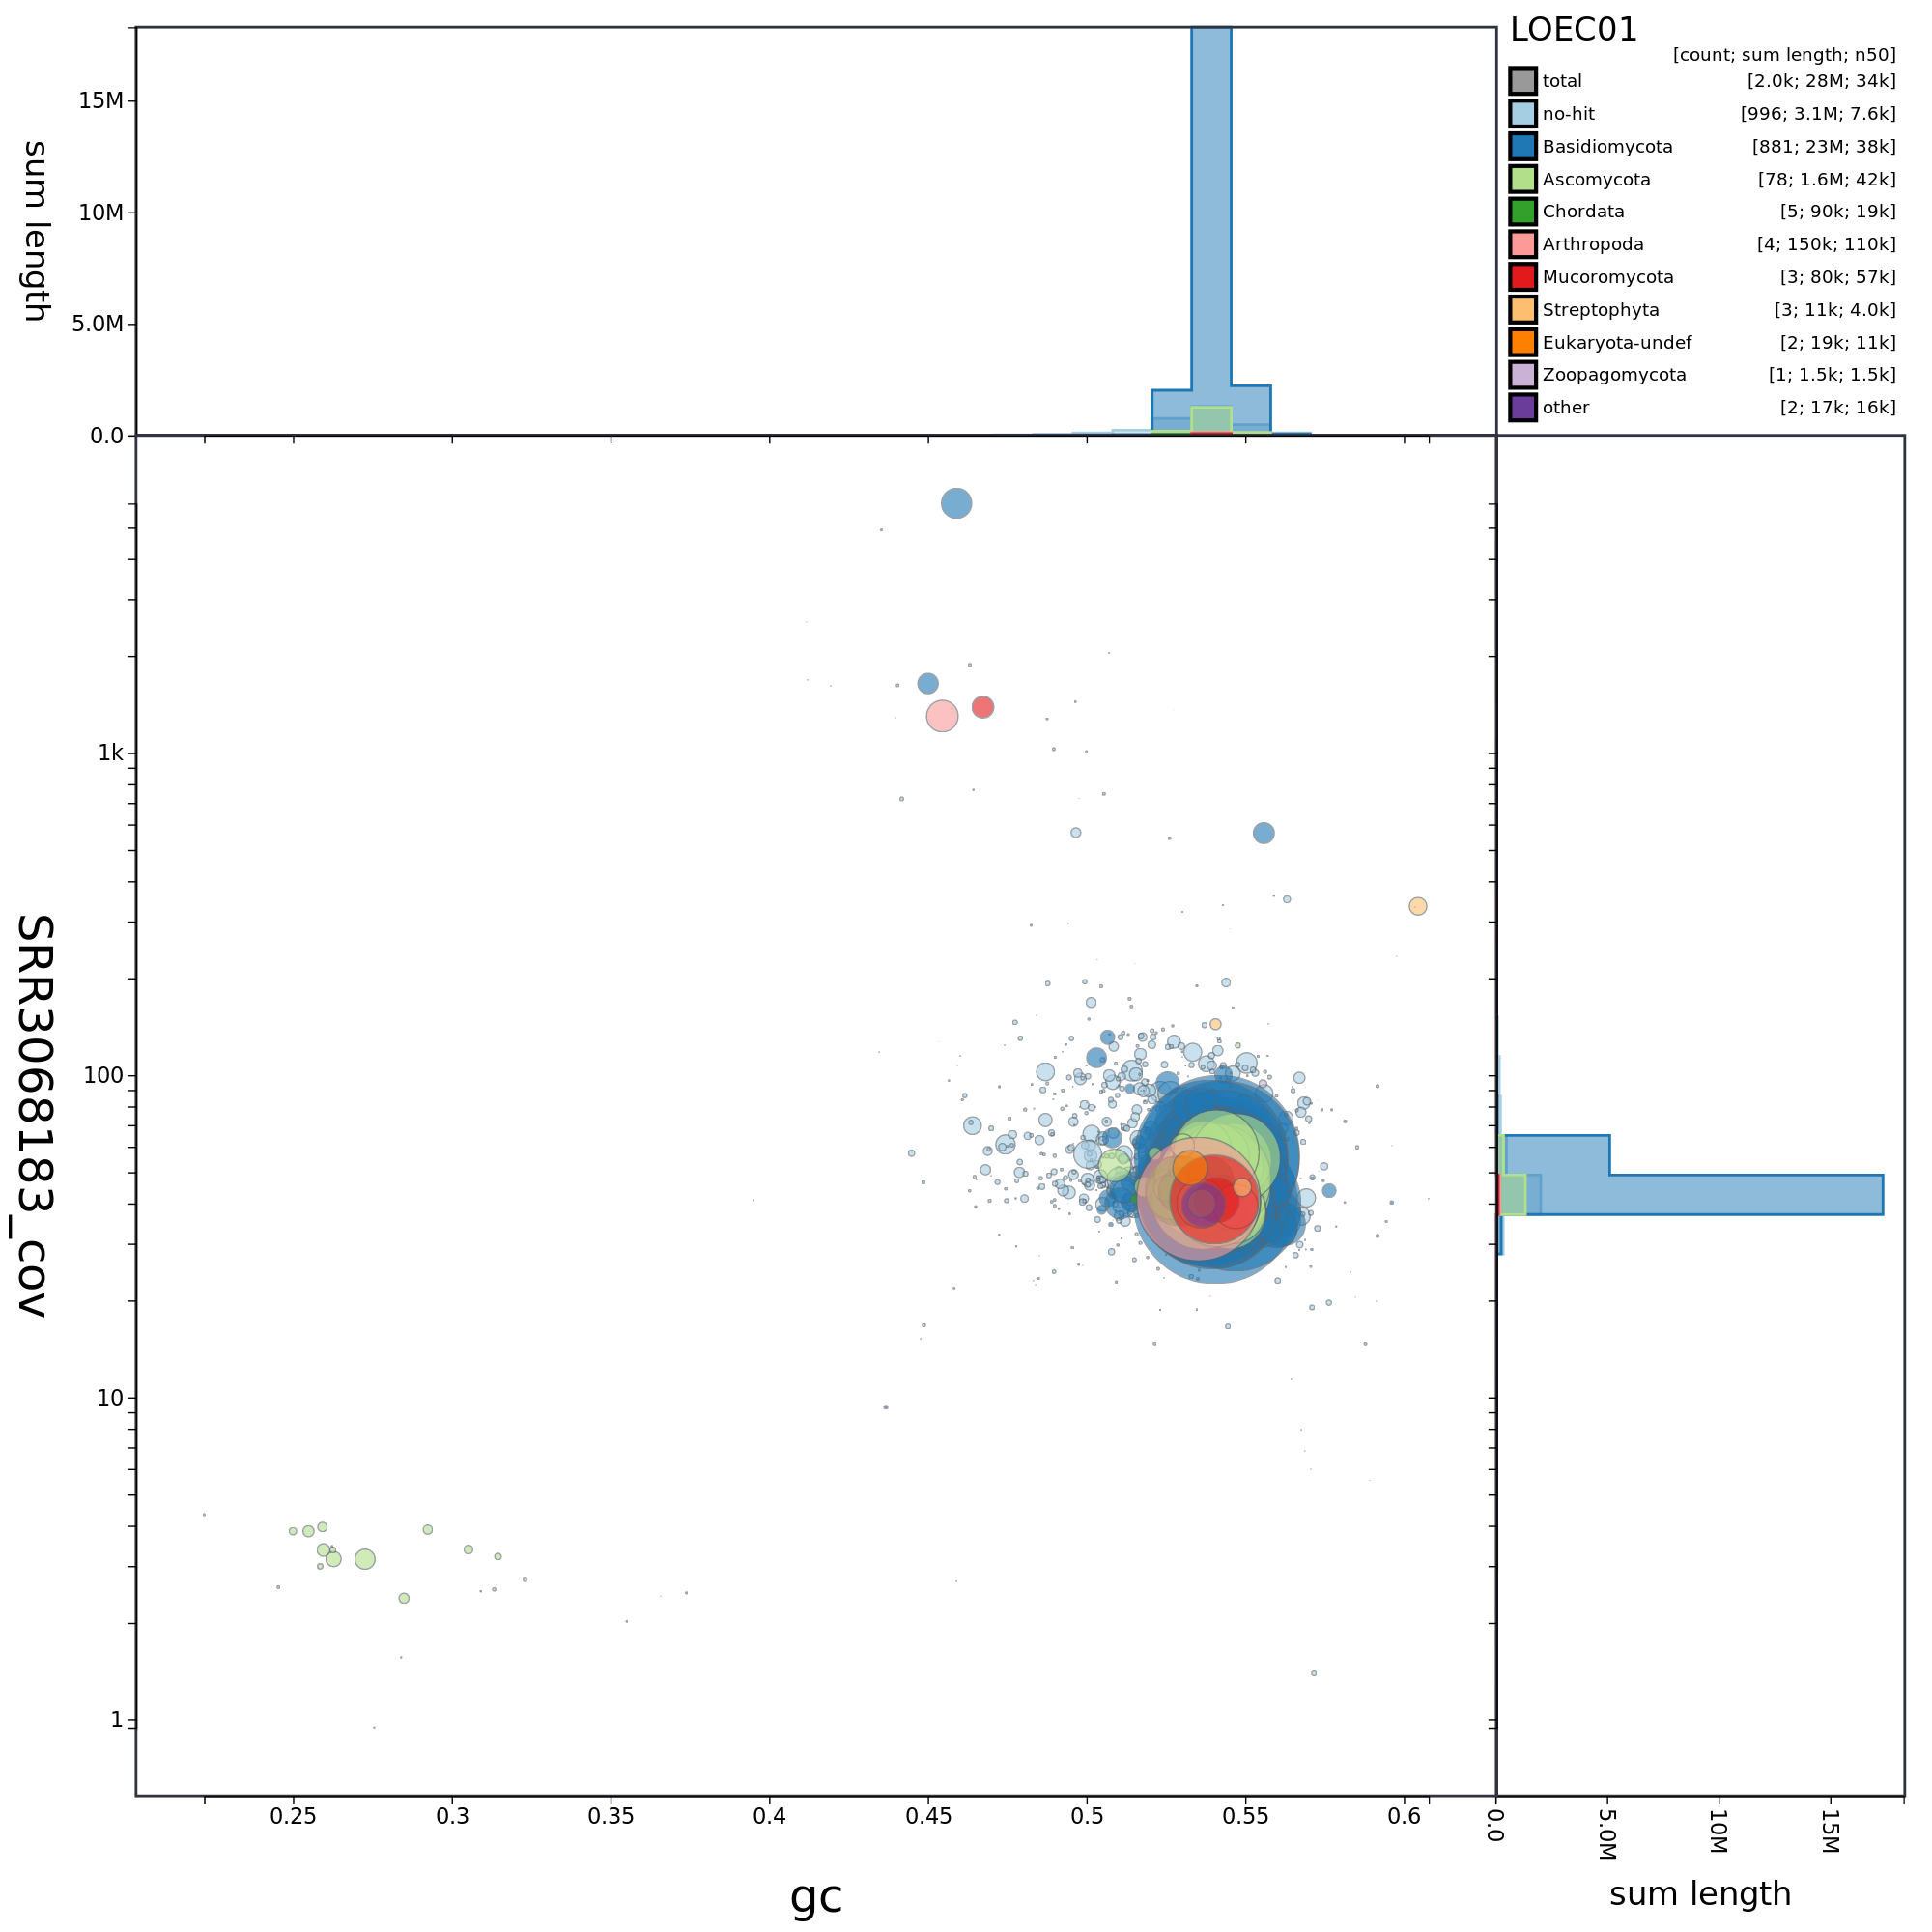 LOEC01
[count; sum length; n50]
total [2.0k; 28M; 34k]
no-hit [996; 3.1M; 7.6k]
Basidiomycota [881; 23M; 38k]
Ascomycota [78; 1.6M; 42k]
Chordata [5; 90k; 19k]
Arthropoda [4; 150k; 110k]
Mucoromycota [3; 80k; 57k]
Streptophyta [3; 11k; 4.0k]
Eukaryota-undef [2; 19k; 11k]
Zoopagomycota [1; 1.5k; 1.5k]
other [2; 17k; 16k]
sum length
15M
10M
5.0M
0.0
SRR3068183_cov
1k
100
10
1
0.25 0.3 0.35 0.4 0.45 0.5 0.55 0.6
gc
0.0 5.0M 10M 15M
sum length